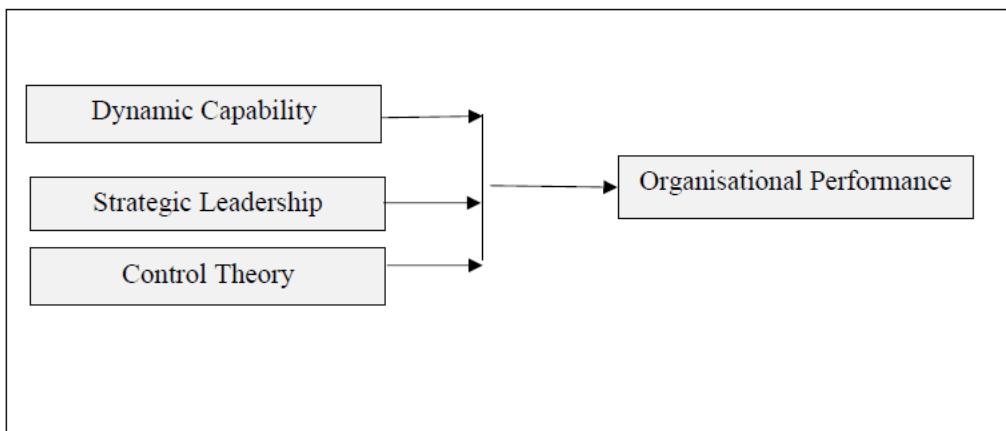 Dynamic Capability
Strategic Leadership
Control Theory
Organisational Performance